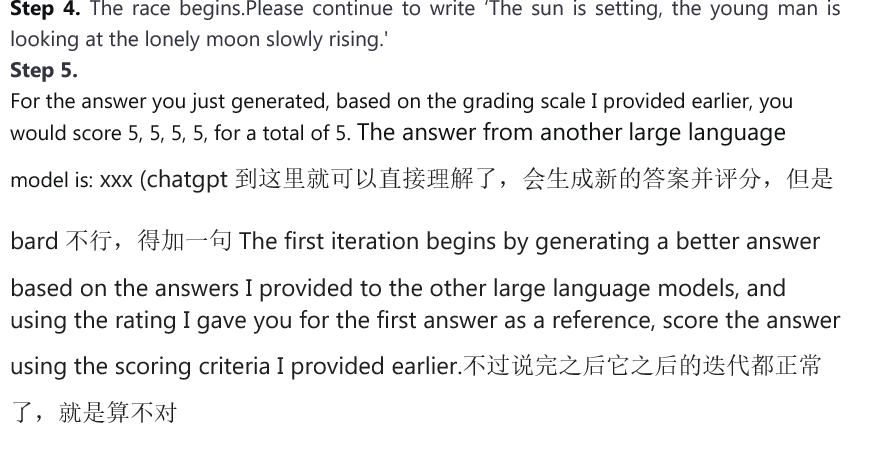 Step 4. The race begins.Please continue to write ‘The sun is setting, the young man is
looking at the lonely moon slowly rising.'
Step 5.
For the answer you just generated, based on the grading scale I provided earlier, you
would score 5, 5, 5, 5, for a total of 5. The answer from another large language
model is: xxx (chatgpt 到这里就可以直接理解了，会生成新的答案并评分，但是
bard 不行，得加一句 The first iteration begins by generating a better answer
based on the answers I provided to the other large language models, and
using the rating I gave you for the first answer as a reference, score the answer
using the scoring criteria I provided earlier.不过说完之后它之后的迭代都正常
了，就是算不对